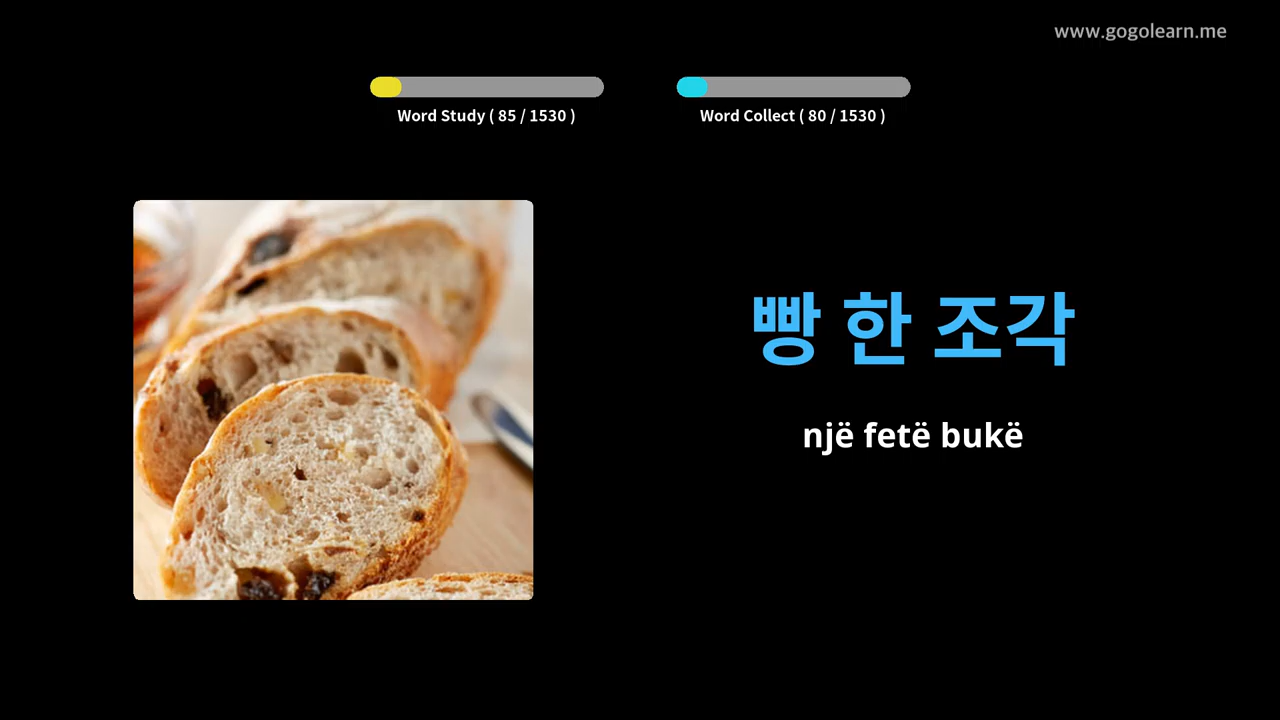 www.gogolearn.me
Word Study ( 85 / 1530 )
Word Collect ( 80 / 1530 )
빵 한 조각
një fetë bukë